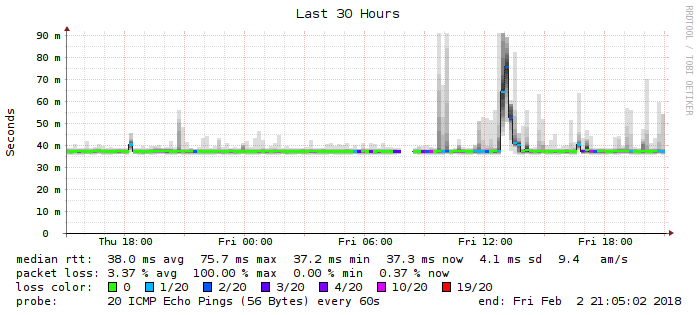 Last 30 Hours
RRDTOOL / TOBI OETIKER
Seconds
90 m
80 m
70 m
60 m
50 m
40 m
30 m
20 m
10 m
0
Thu 18:00 Fri 00:00 Fri 06:00 Fri 12:00 Fri 18:00
median rtt: 38.0 ms avg 75.7 ms max 37.2 ms min 37.3 ms now 4.1 ms sd 9.4 am/s
packet loss: 3.37 % avg 100.00 % max 0.00 % min 0.37 % now
loss color: 0 1/20 2/20 3/20 4/20 10/20 19/20
probe: 20 ICMP Echo Pings (56 Bytes) every 60s end: Fri Feb 2 21:05:02 2018